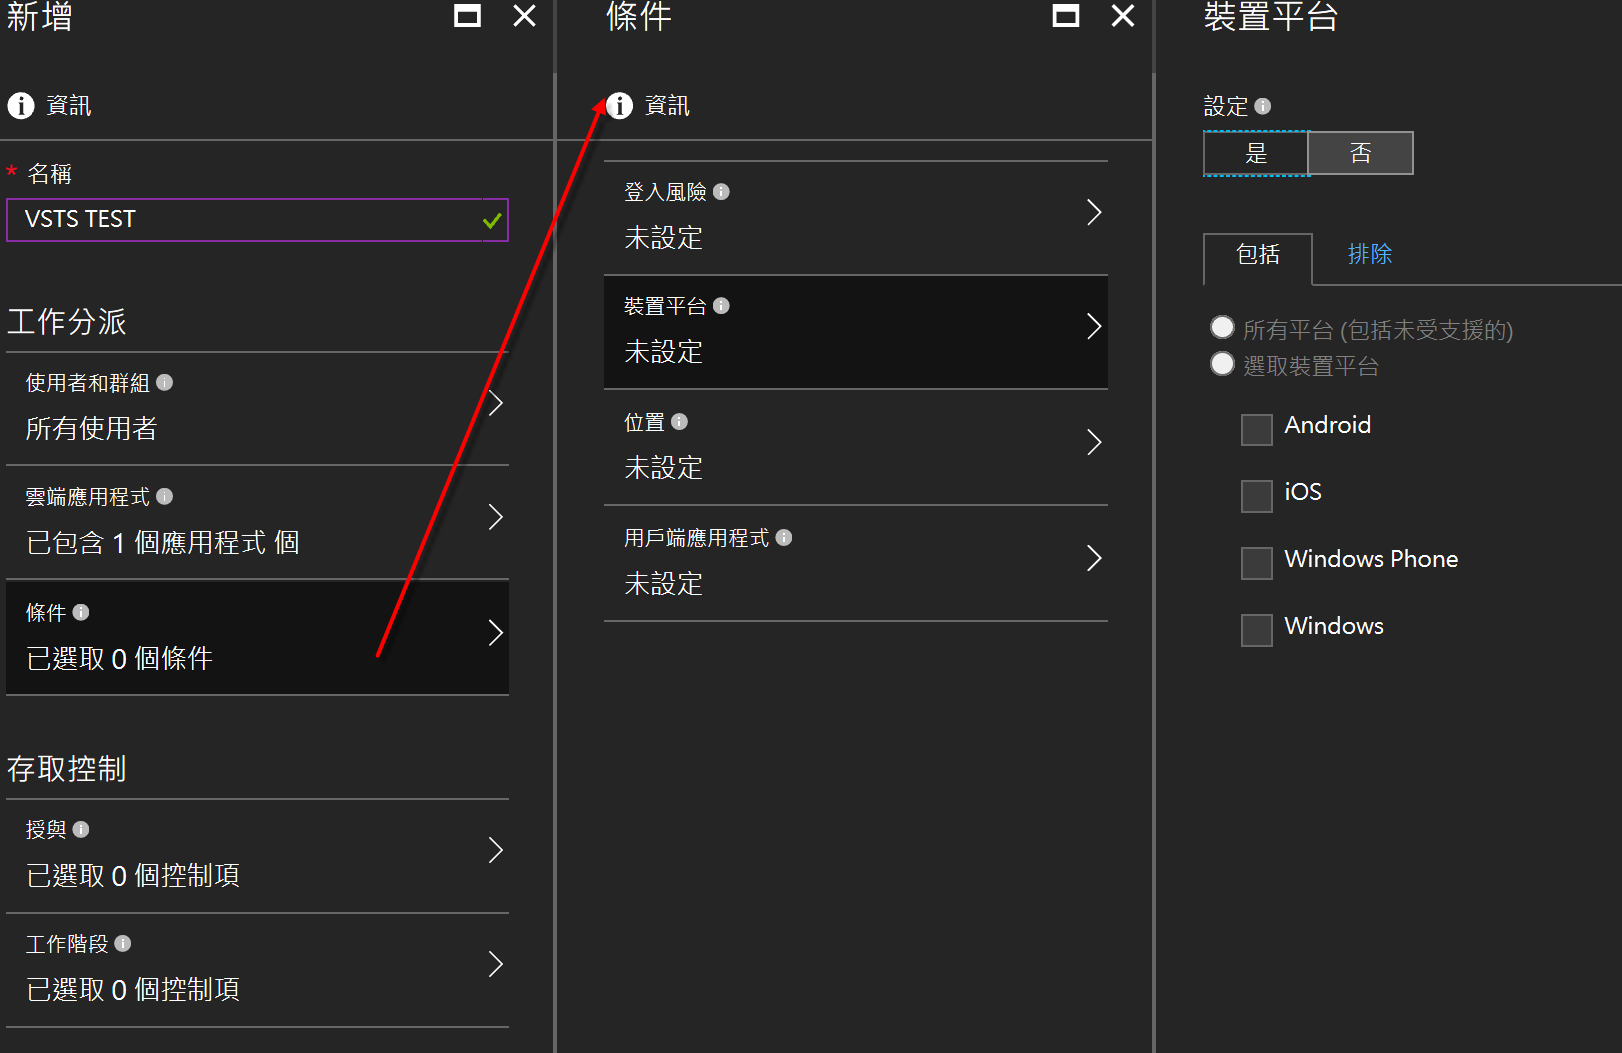 新增
資訊
* 名稱
VSTS TEST
工作分派
使用者和群組
所有使用者
雲端應用程式
已包含 1 個應用程式 個
條件
已選取 0 個條件
存取控制
授與
已選取 0 個控制項
工作階段
已選取 0 個控制項
條件
資訊
登入風險
未設定
裝置平台
未設定
位置
未設定
用戶端應用程式
未設定
裝置平台
設定
是 否
包括 排除
所有平台 (包括未受支援的)
選取裝置平台
Android
iOS
Windows Phone
Windows